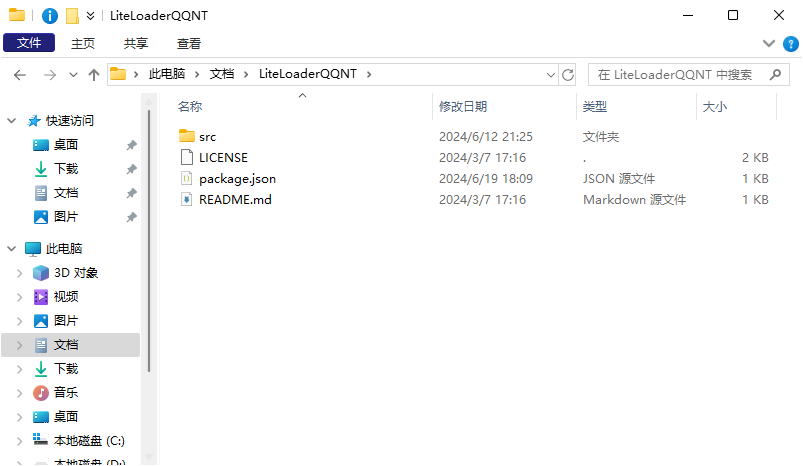 LiteLoaderQQNT
文件 主页 共享 查看
此电脑 文档 LiteLoaderQQNT 在 LiteLoaderQQNT 中搜索
名称 修改日期 类型 大小
快速访问
桌面
下载
文档
图片
此电脑
3D 对象
视频
图片
文档
下载
音乐
桌面
本地磁盘 (C:)
本地磁盘 (D:)
src 2024/6/12 21:25 文件夹
LICENSE 2024/3/7 17:16 . 2 KB
package.json 2024/6/19 18:09 JSON 源文件 1 KB
README.md 2024/3/7 17:16 Markdown 源文件 1 KB